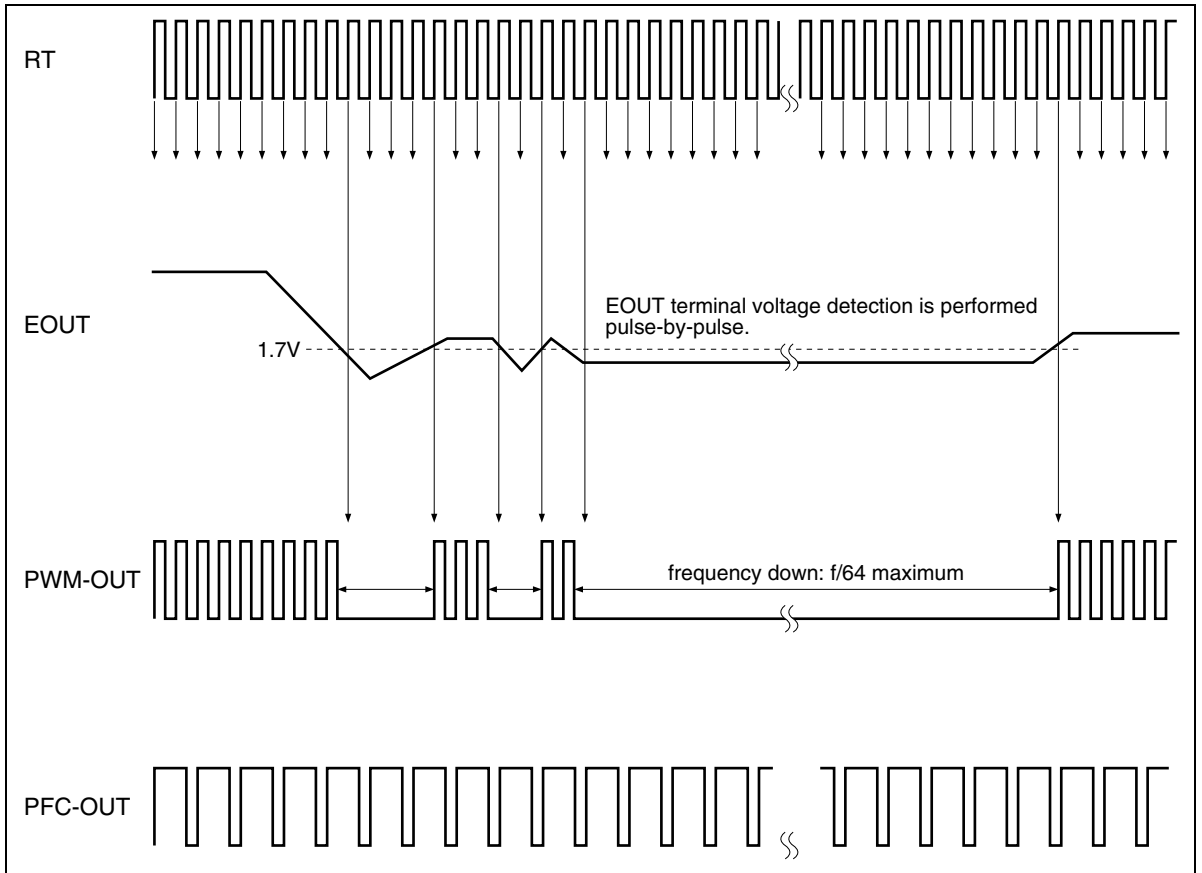 RT
EOUT
EOUT terminal voltage detection is performed
pulse-by-pulse.
1.7V
PWM-OUT
frequency down: f/64 maximum
PFC-OUT